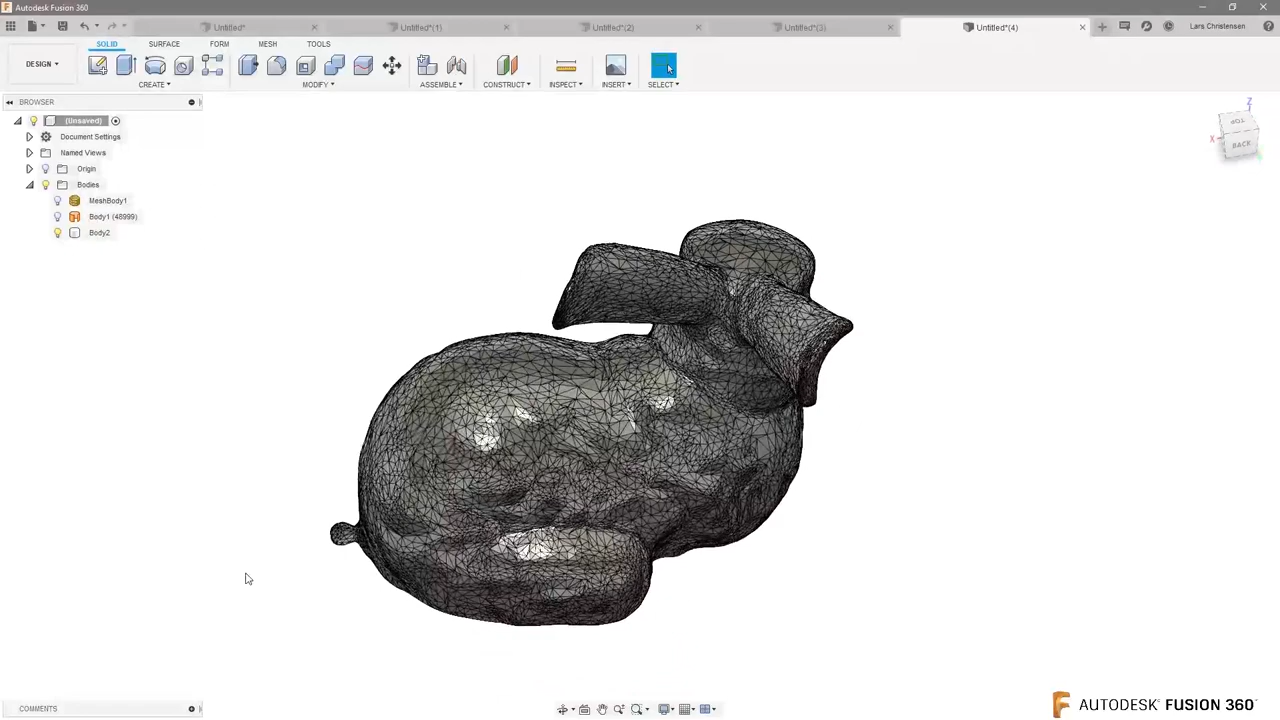 Autodesk Fusion 360
Untitled*
Untitled*(1)
Untitled*(2)
Untitled*(3)
Untitled*(4)
Lars Christensen
SOLID
SURFACE
FORM
MESH
TOOLS
DESIGN
CREATE
MODIFY
ASSEMBLE
CONSTRUCT
INSPECT
INSERT
SELECT
BROWSER
(Unsaved)
Document Settings
Named Views
Origin
Bodies
MeshBody1
Body1 (48999)
Body2
Z
TOP
X
BACK
COMMENTS
AUTODESK® FUSION 360™